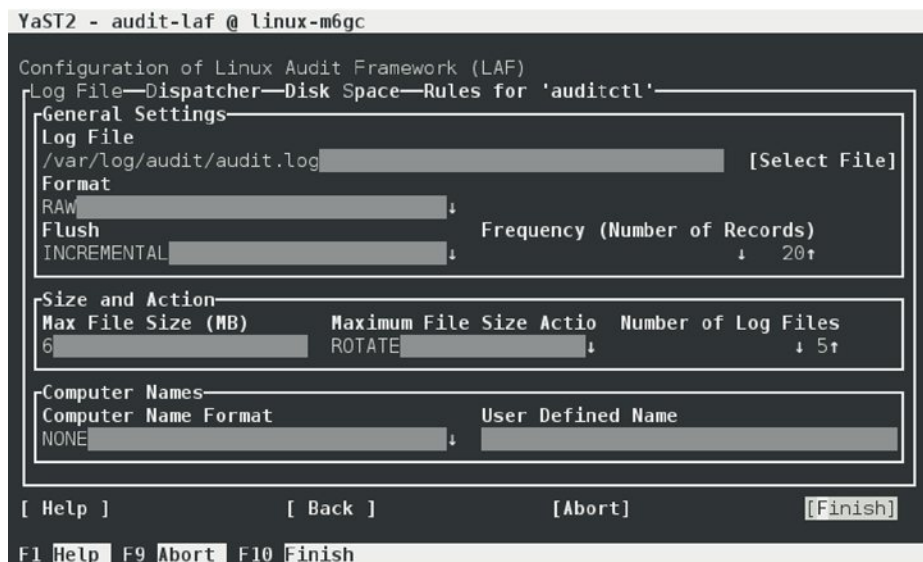 YaST2 - audit-laf @ linux-m6gc
Configuration of Linux Audit Framework (LAF)
Log File—Dispatcher—Disk Space—Rules for 'auditctl'
General Settings
Log File
/var/log/audit/audit.log [Select File]
Format
RAW↓
Flush Frequency (Number of Records)
INCREMENTAL↓ ↓ 20↑
Size and Action
Max File Size (MB) Maximum File Size Actio Number of Log Files
6 ROTATE↓ ↓ 5↑
Computer Names
Computer Name Format User Defined Name
NONE↓
[ Help ] [ Back ] [Abort] [Finish]
F1 Help F9 Abort F10 Finish